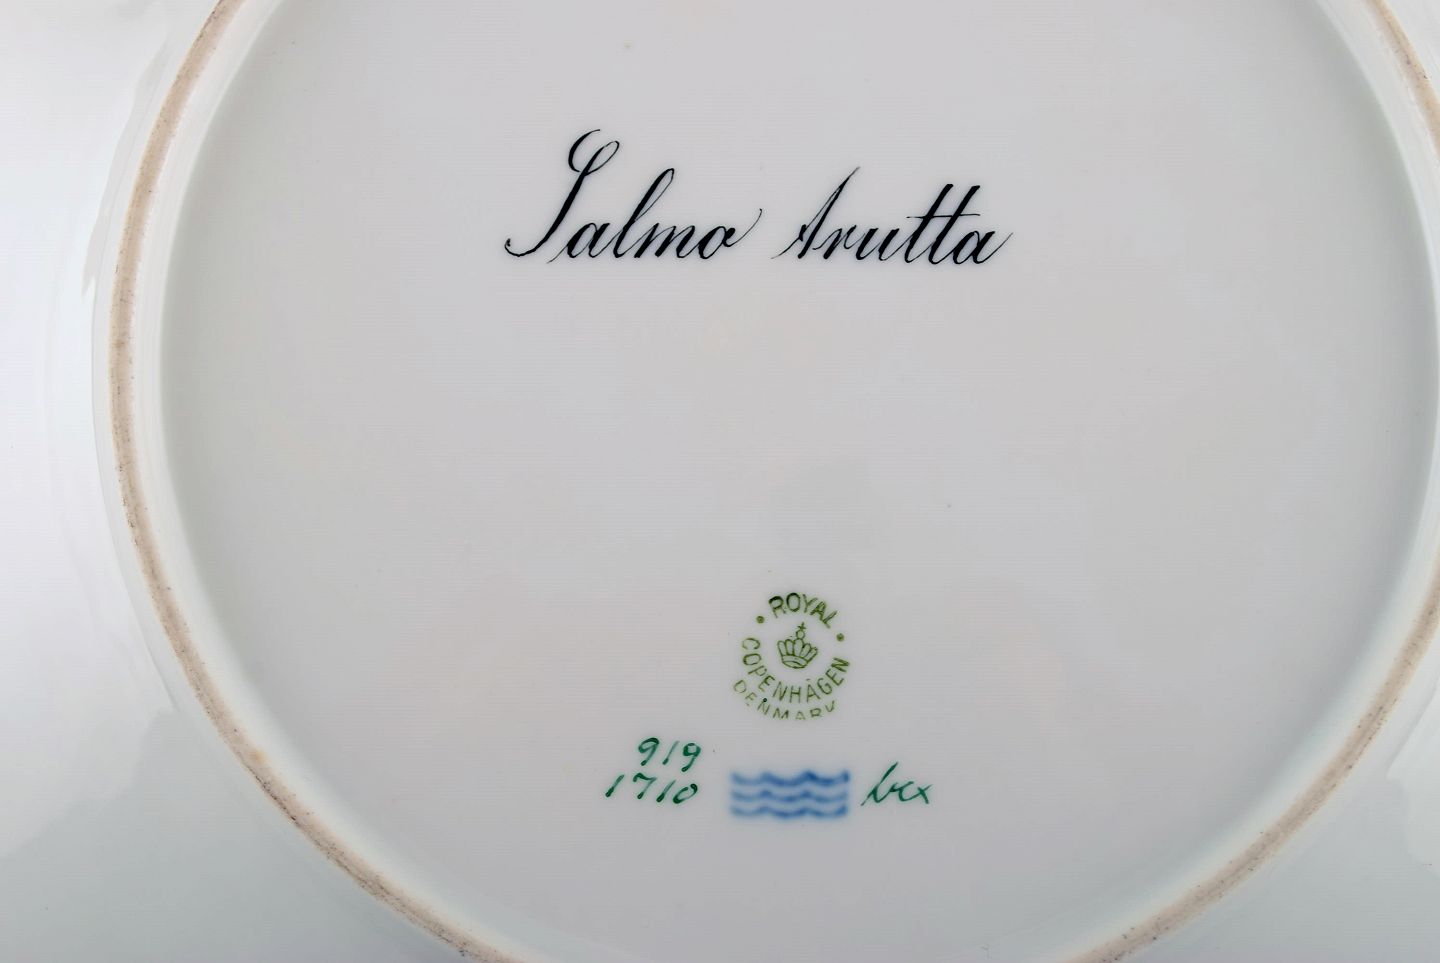 Salmo trutta
ROYAL
COPENHAGEN
DENMARK
919
1710